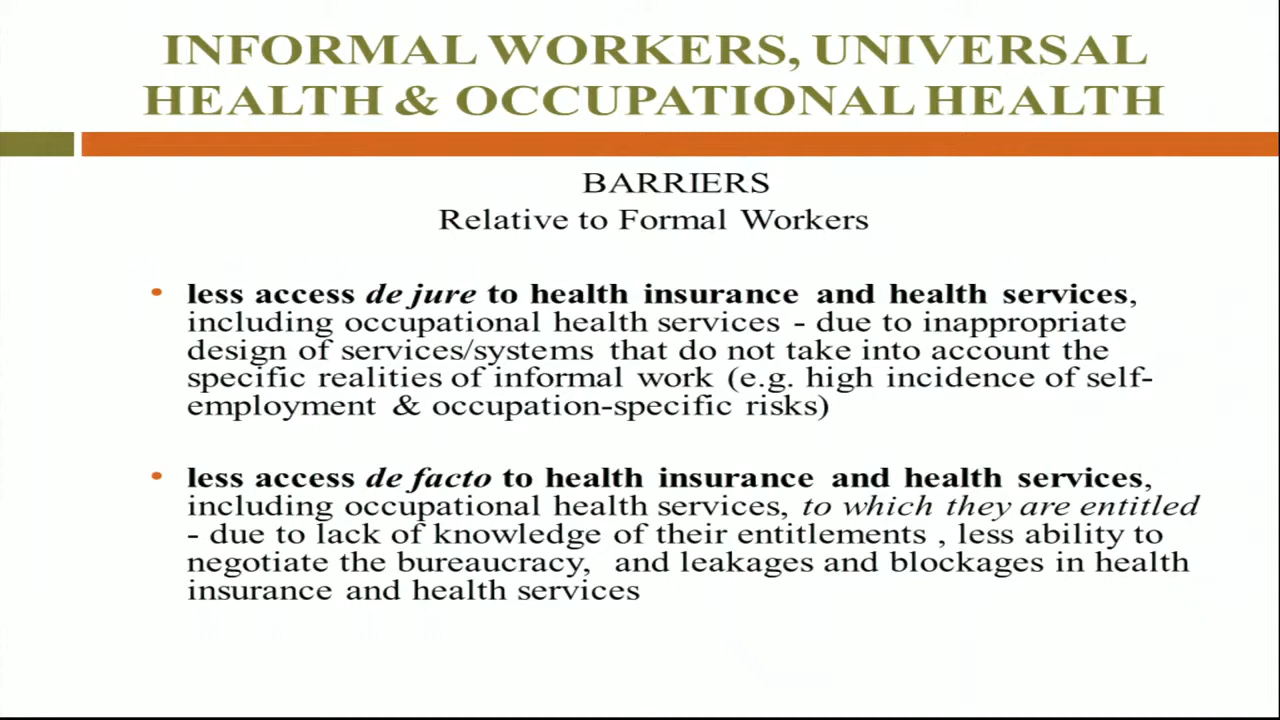 INFORMAL WORKERS, UNIVERSAL
HEALTH & OCCUPATIONAL HEALTH
BARRIERS
Relative to Formal Workers
• less access de jure to health insurance and health services,
including occupational health services - due to inappropriate
design of services/systems that do not take into account the
specific realities of informal work (e.g. high incidence of self-
employment & occupation-specific risks)
• less access de facto to health insurance and health services,
including occupational health services, to which they are entitled
- due to lack of knowledge of their entitlements , less ability to
negotiate the bureaucracy, and leakages and blockages in health
insurance and health services